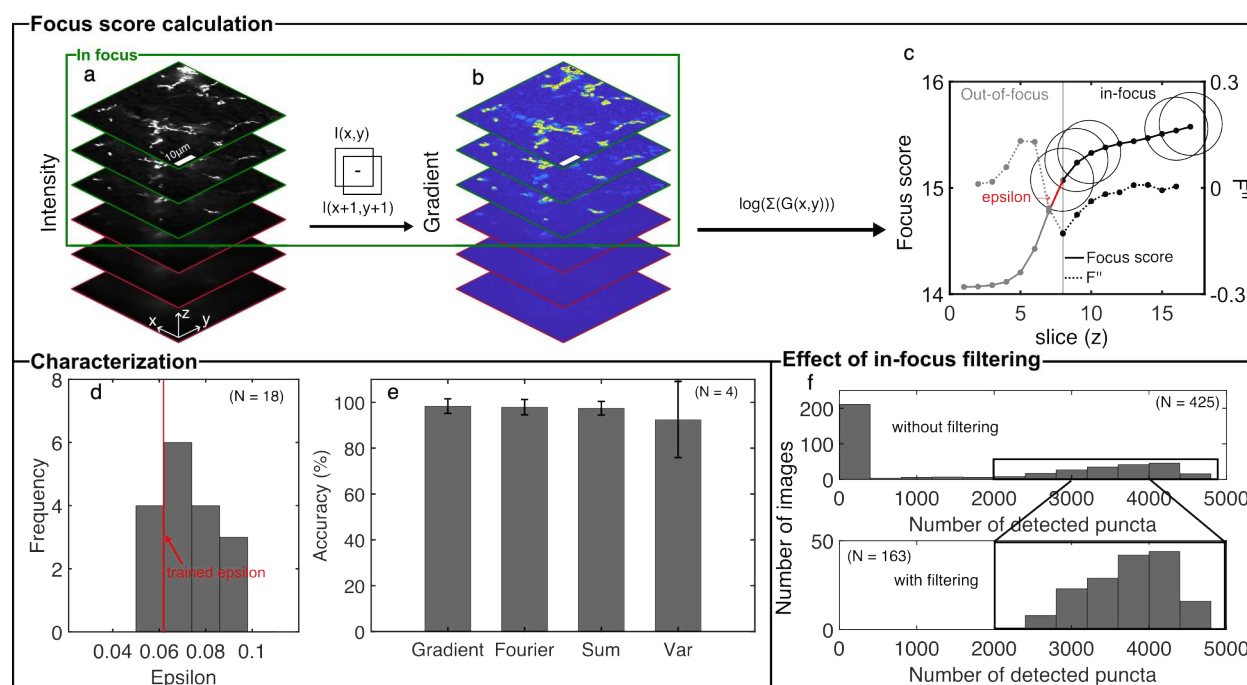 Focus score calculation
In focus
a
b
c
Intensity
10µm
x
z
y
I(x,y)
-
I(x+1,y+1)
Gradient
log(Σ(G(x,y)))
16
15
14
Focus score
Out-of-focus
in-focus
epsilon
Focus score
F''
0.3
0
-0.3
F''
0 5 10 15
slice (z)
Characterization
d
(N = 18)
8
6
4
2
0
Frequency
trained epsilon
0.04 0.06 0.08 0.1
Epsilon
e
(N = 4)
100
80
60
40
20
0
Accuracy (%)
Gradient Fourier Sum Var
Effect of in-focus filtering
f
(N = 425)
without filtering
200
100
0
0 1000 2000 3000 4000 5000
Number of detected puncta
Number of images
50
0
(N = 163)
with filtering
0 1000 2000 3000 4000 5000
Number of detected puncta